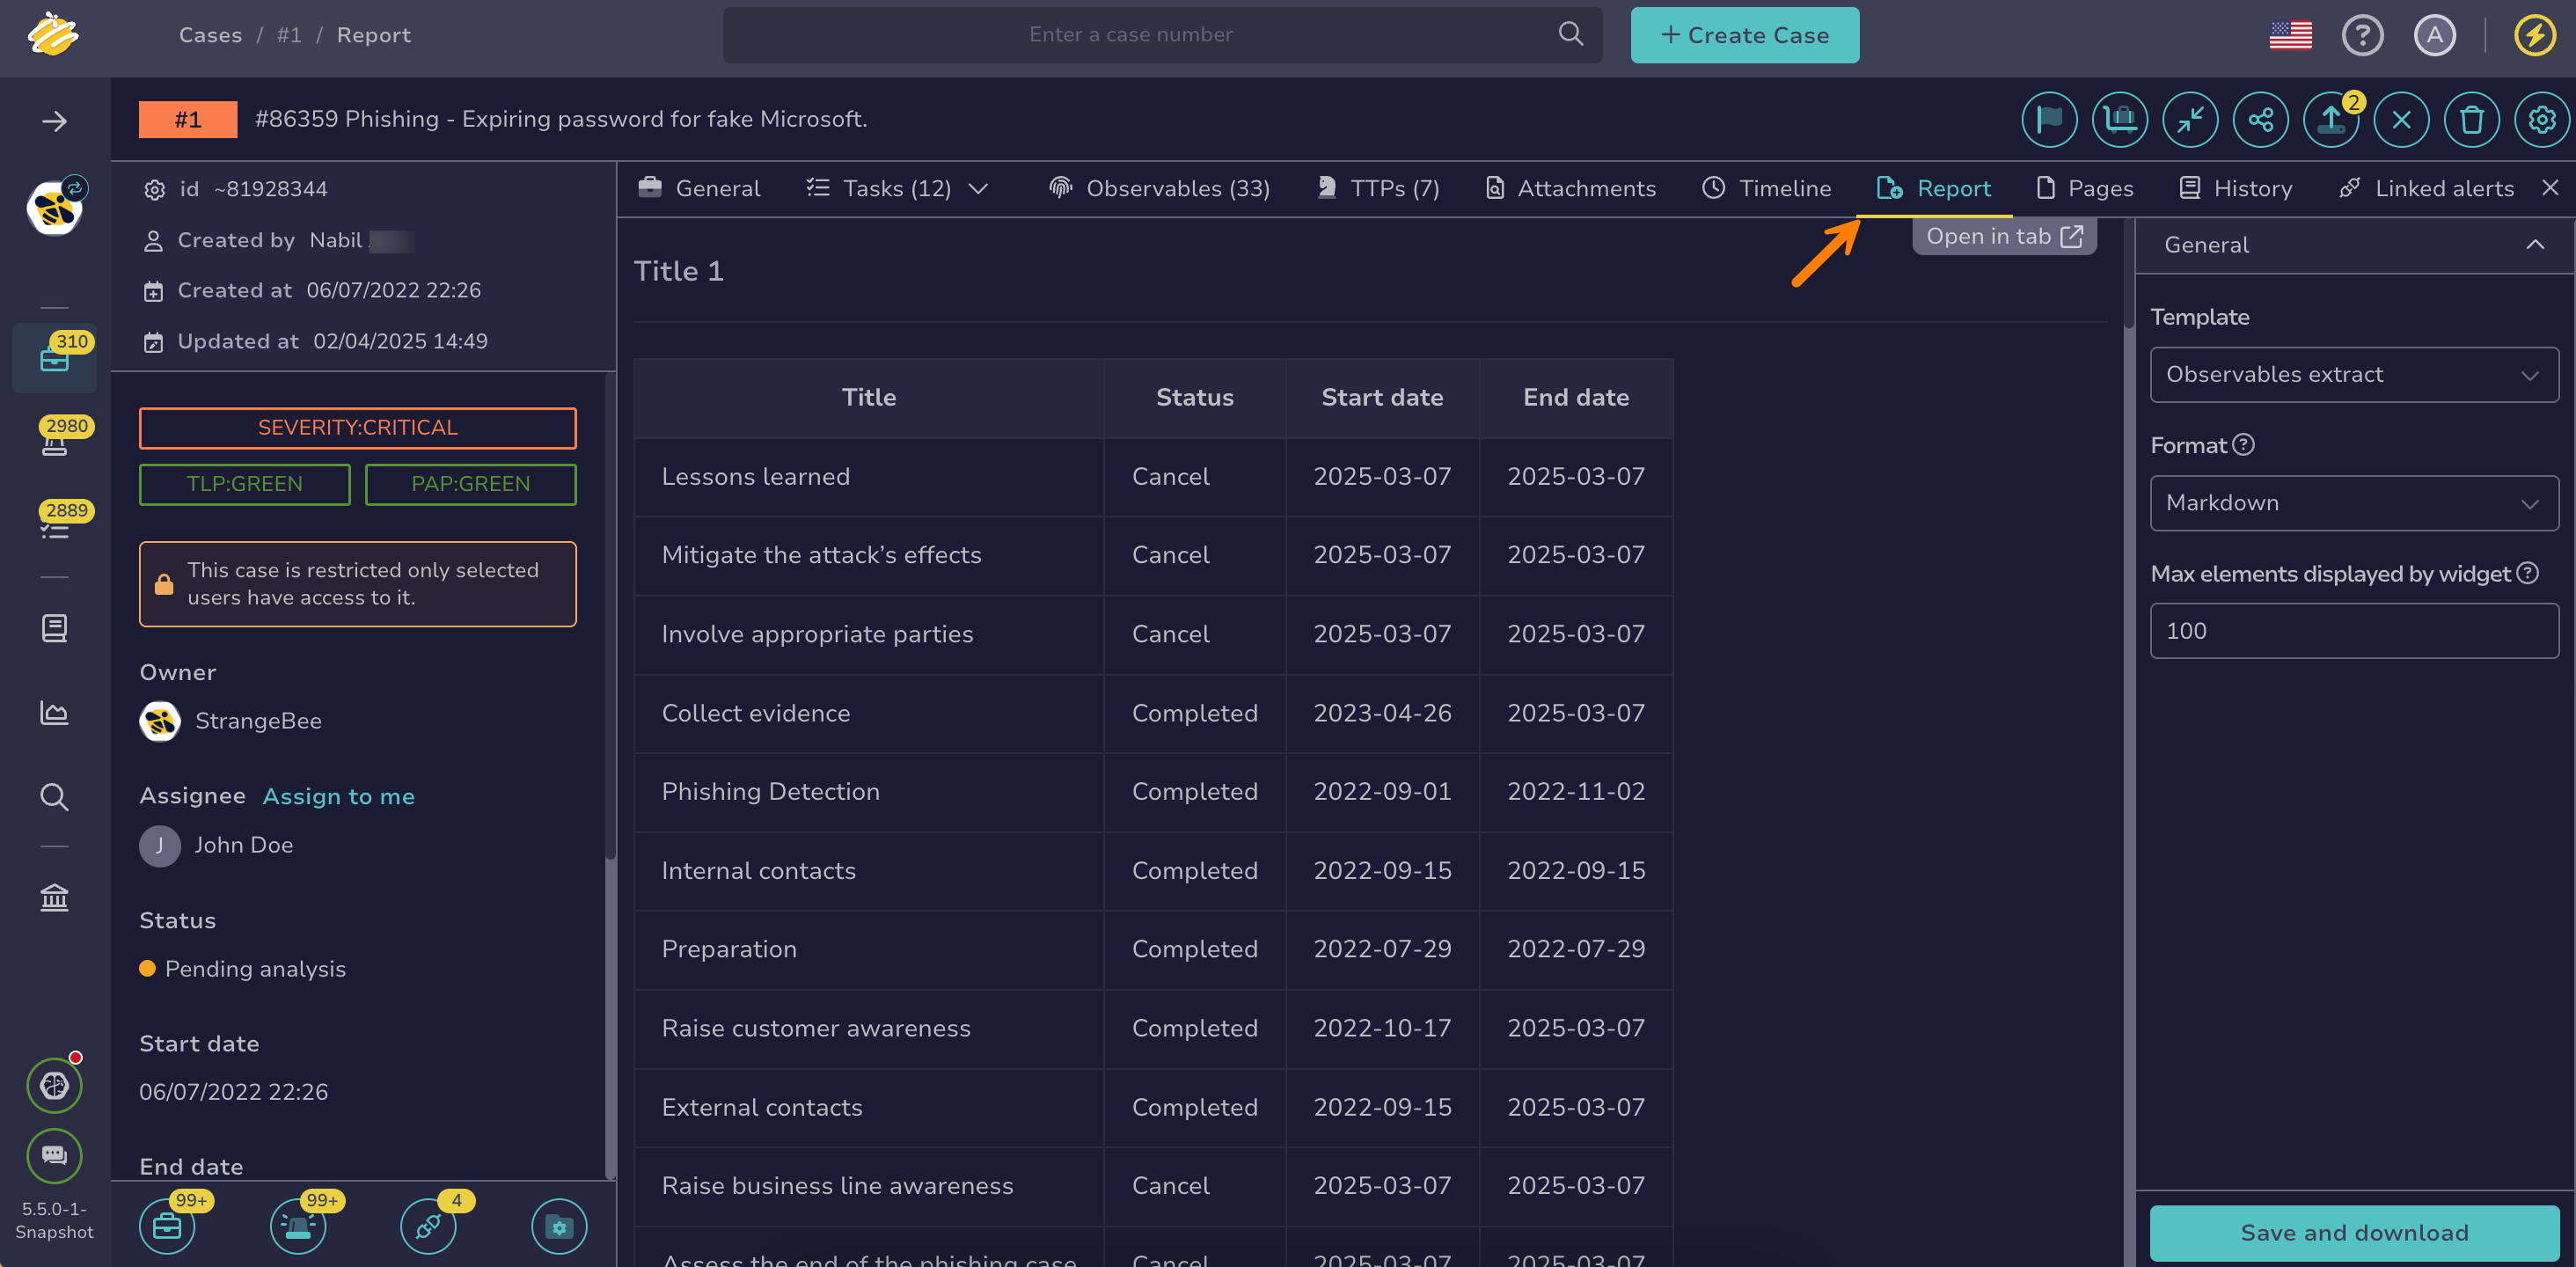 Cases / #1 / Report
Enter a case number
+ Create Case
A
#1
#86359 Phishing - Expiring password for fake Microsoft.
2
id ~81928344
Created by Nabil
Created at 06/07/2022 22:26
Updated at 02/04/2025 14:49
310
2980
2889
SEVERITY:CRITICAL
TLP:GREEN
PAP:GREEN
This case is restricted only selected
users have access to it.
Owner
StrangeBee
Assignee Assign to me
J John Doe
Status
Pending analysis
Start date
06/07/2022 22:26
End date
99+
99+
4
5.5.0-1-
Snapshot
General
Tasks (12)
Observables (33)
TTPs (7)
Attachments
Timeline
Report
Pages
History
Linked alerts
Open in tab
Title 1
Title Status Start date End date
Lessons learned Cancel 2025-03-07 2025-03-07
Mitigate the attack’s effects Cancel 2025-03-07 2025-03-07
Involve appropriate parties Cancel 2025-03-07 2025-03-07
Collect evidence Completed 2023-04-26 2025-03-07
Phishing Detection Completed 2022-09-01 2022-11-02
Internal contacts Completed 2022-09-15 2022-09-15
Preparation Completed 2022-07-29 2022-07-29
Raise customer awareness Completed 2022-10-17 2025-03-07
External contacts Completed 2022-09-15 2025-03-07
Raise business line awareness Cancel 2025-03-07 2025-03-07
Assess the end of the phishing case Cancel 2025-03-07 2025-03-07
General
Template
Observables extract
Format
Markdown
Max elements displayed by widget
100
Save and download